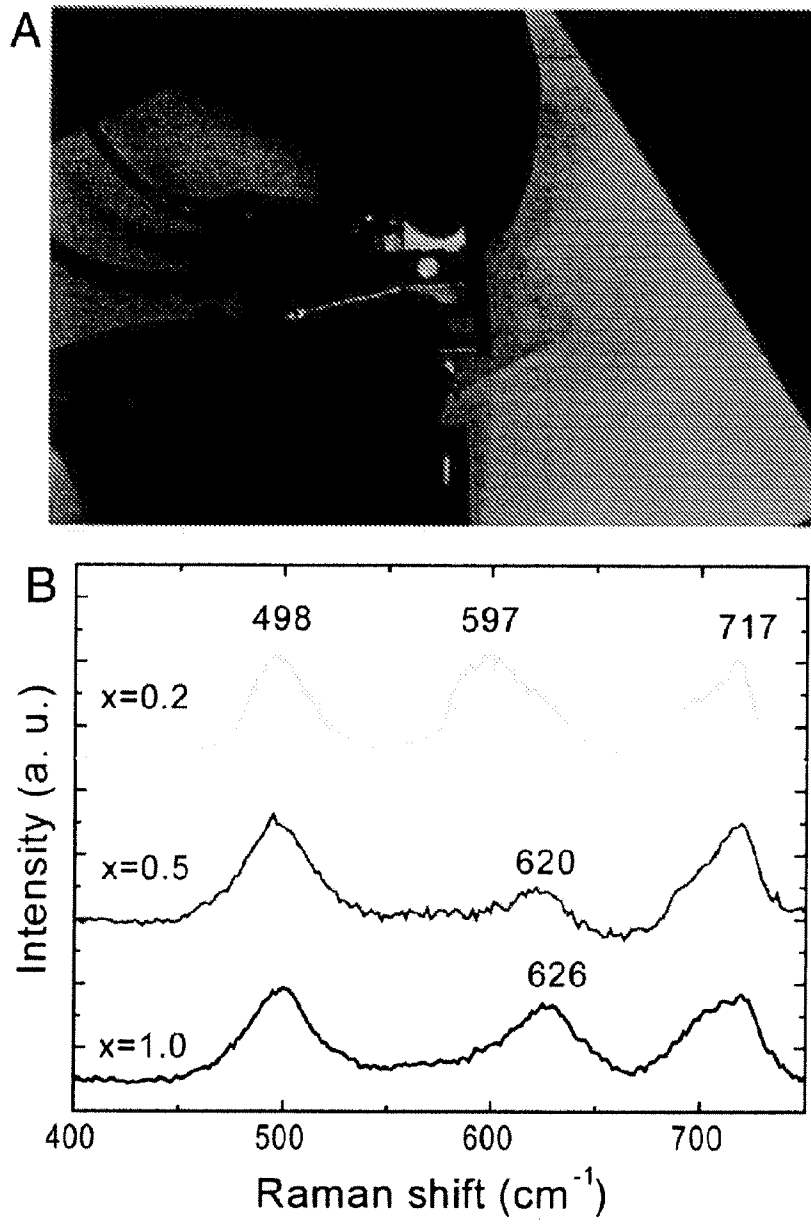 A
B
498 597 717
x=0.2
x=0.5
620
x=1.0
626
Intensity (a. u.)
400 500 600 700
Raman shift (cm⁻¹)